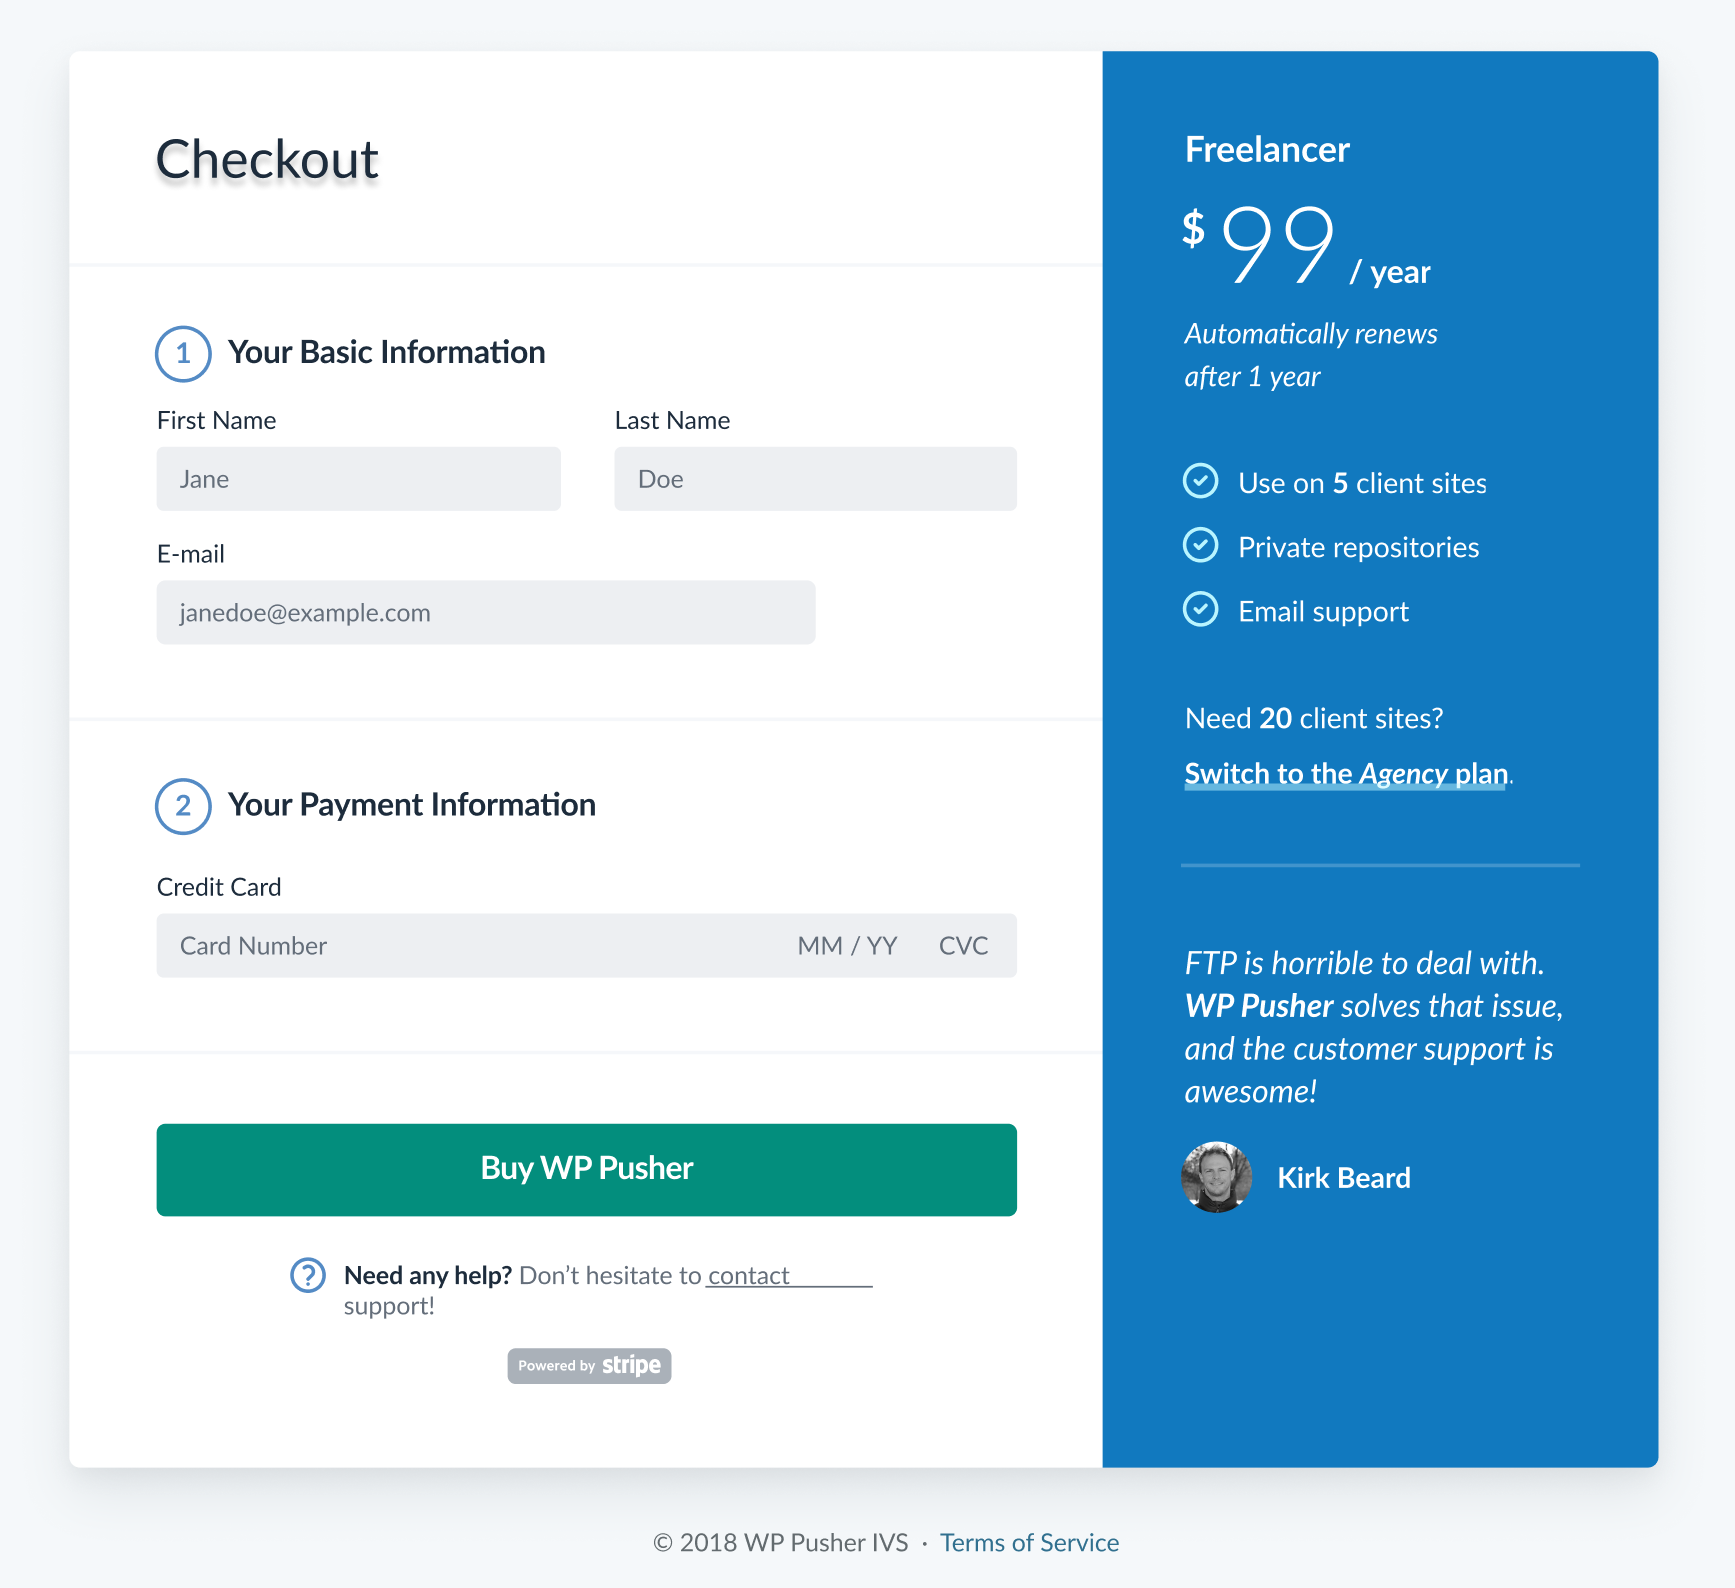 Checkout
1 Your Basic Information
First Name
Jane
Last Name
Doe
E-mail
janedoe@example.com
2 Your Payment Information
Credit Card
Card Number MM / YY CVC
Buy WP Pusher
? Need any help? Don’t hesitate to contact
support!
Powered by stripe
Freelancer
$ 99 / year
Automatically renews
after 1 year
Use on 5 client sites
Private repositories
Email support
Need 20 client sites?
Switch to the Agency plan.
FTP is horrible to deal with.
WP Pusher solves that issue,
and the customer support is
awesome!
Kirk Beard
© 2018 WP Pusher IVS · Terms of Service